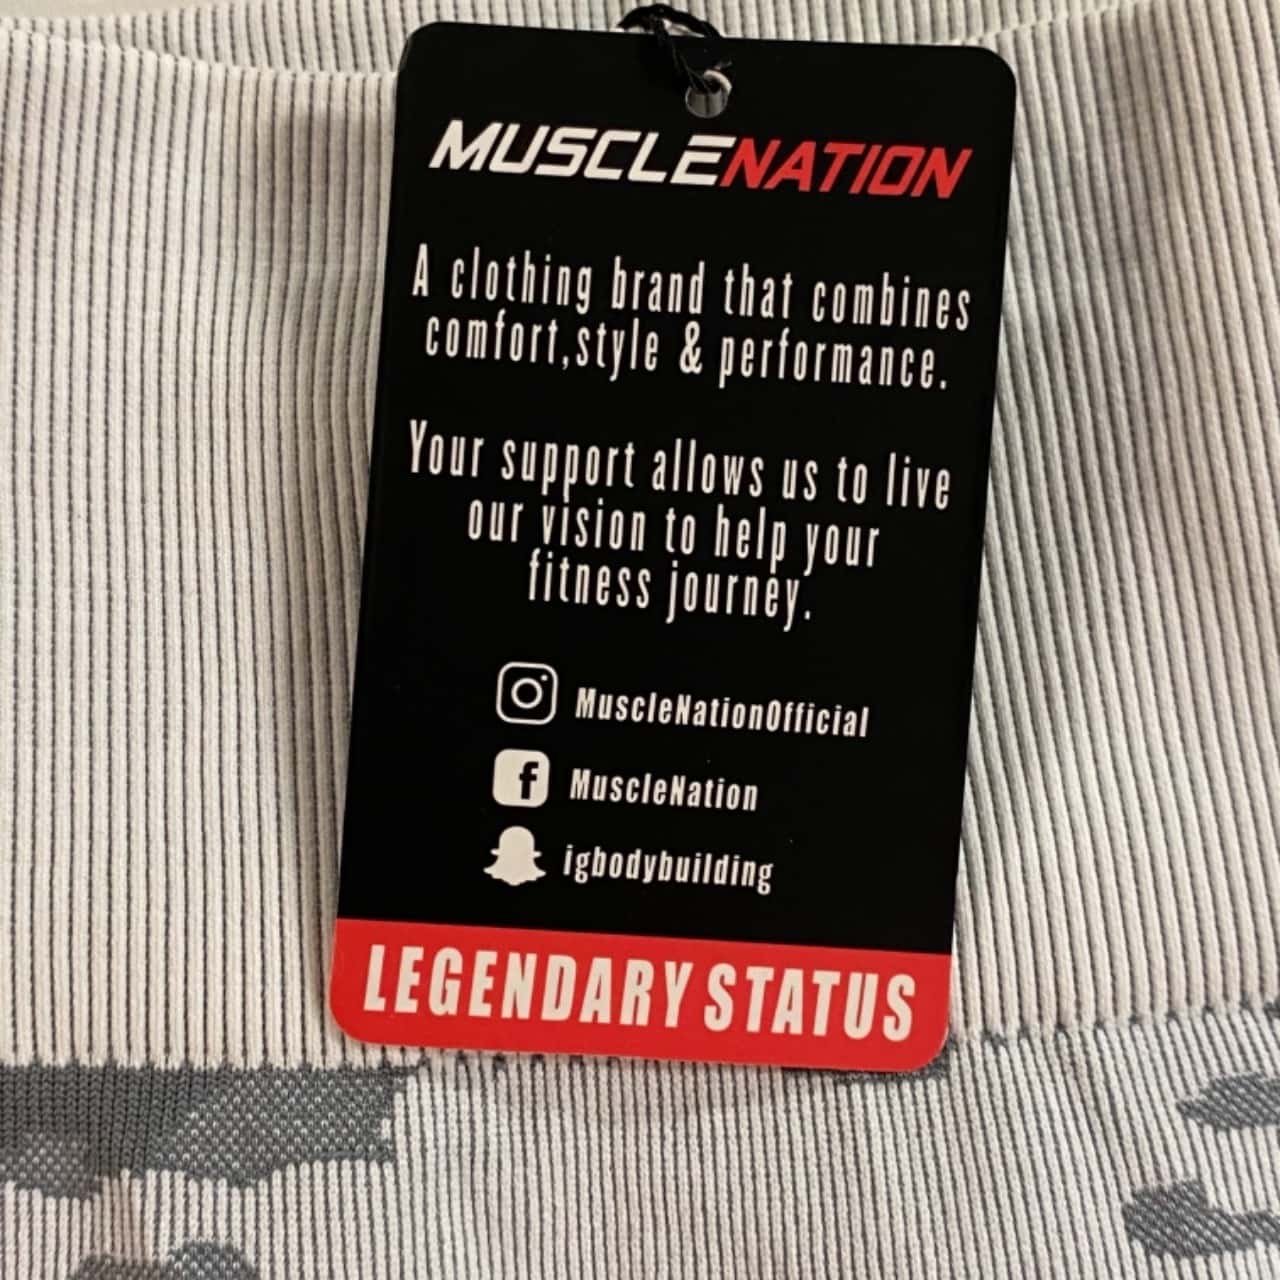 MUSCLENATION
A clothing brand that combines
comfort,style & performance.
Your support allows us to live
our vision to help your
fitness journey.
MuscleNationOfficial
MuscleNation
igbodybuilding
LEGENDARY STATUS